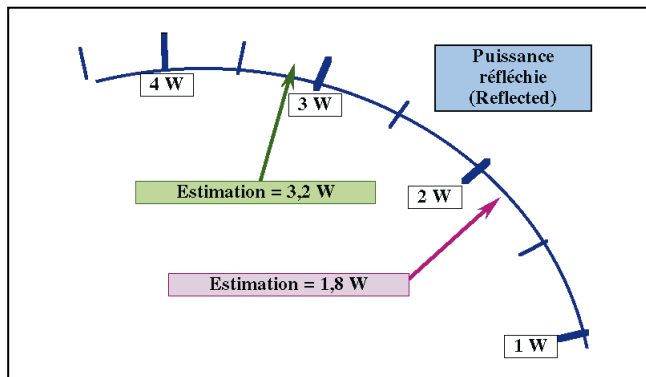 Puissance
réfléchie
(Reflected)
4 W
3 W
Estimation = 3,2 W
2 W
Estimation = 1,8 W
1 W